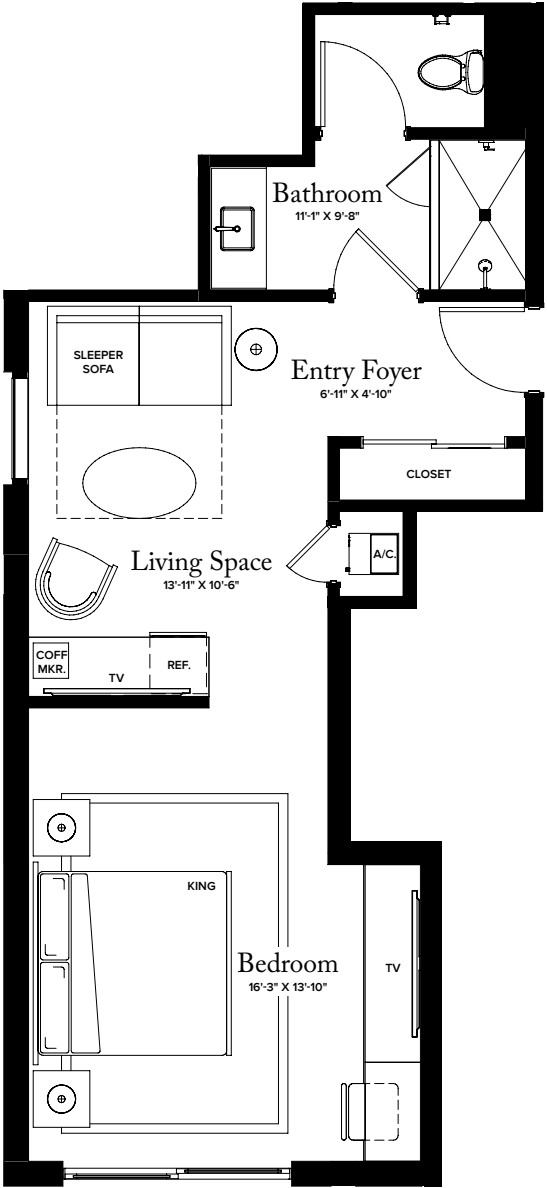 Bathroom
11'-1" X 9'-8"
SLEEPER
SOFA
Entry Foyer
6'-11" X 4'-10"
CLOSET
A/C.
Living Space
13'-11" X 10'-6"
COFF
MKR.
TV
REF.
KING
Bedroom
16'-3" X 13'-10"
TV